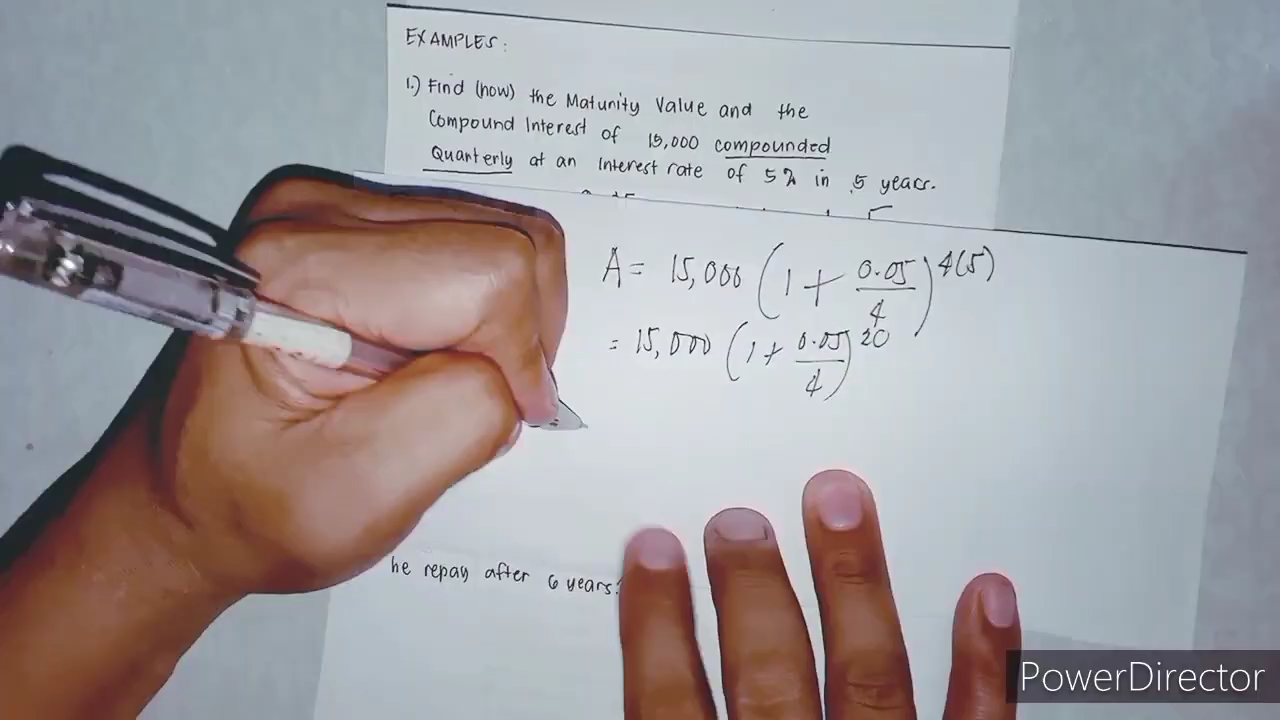 EXAMPLES:
1.) Find (now) the Maturity Value and the
Compound Interest of 15,000 compounded
Quarterly at an Interest rate of 5% in 5 years.
A = 15,000 (1 + 0.05/4)^4(5)
= 15,000 (1 + 0.05/4)^20
he repay after 6 years?
PowerDirector